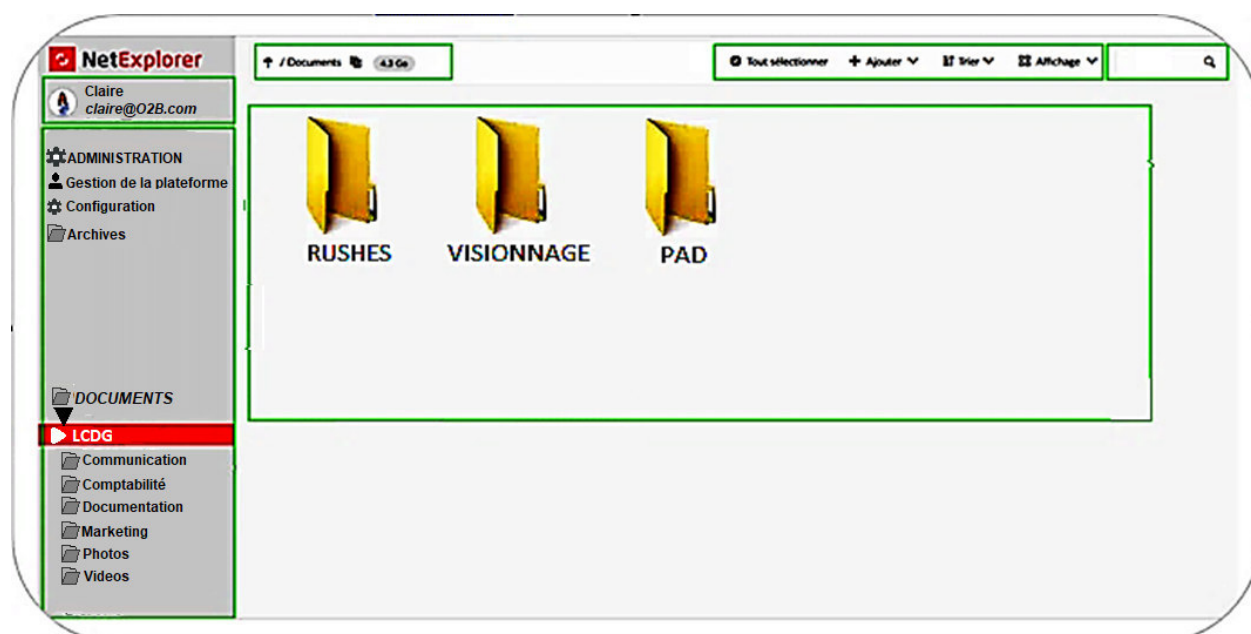 NetExplorer
/ Documents 4.3 Go
Tout sélectionner Ajouter Trier Affichage
Claire
claire@O2B.com
ADMINISTRATION
Gestion de la plateforme
Configuration
Archives
DOCUMENTS
LCDG
Communication
Comptabilité
Documentation
Marketing
Photos
Videos
RUSHES VISIONNAGE PAD